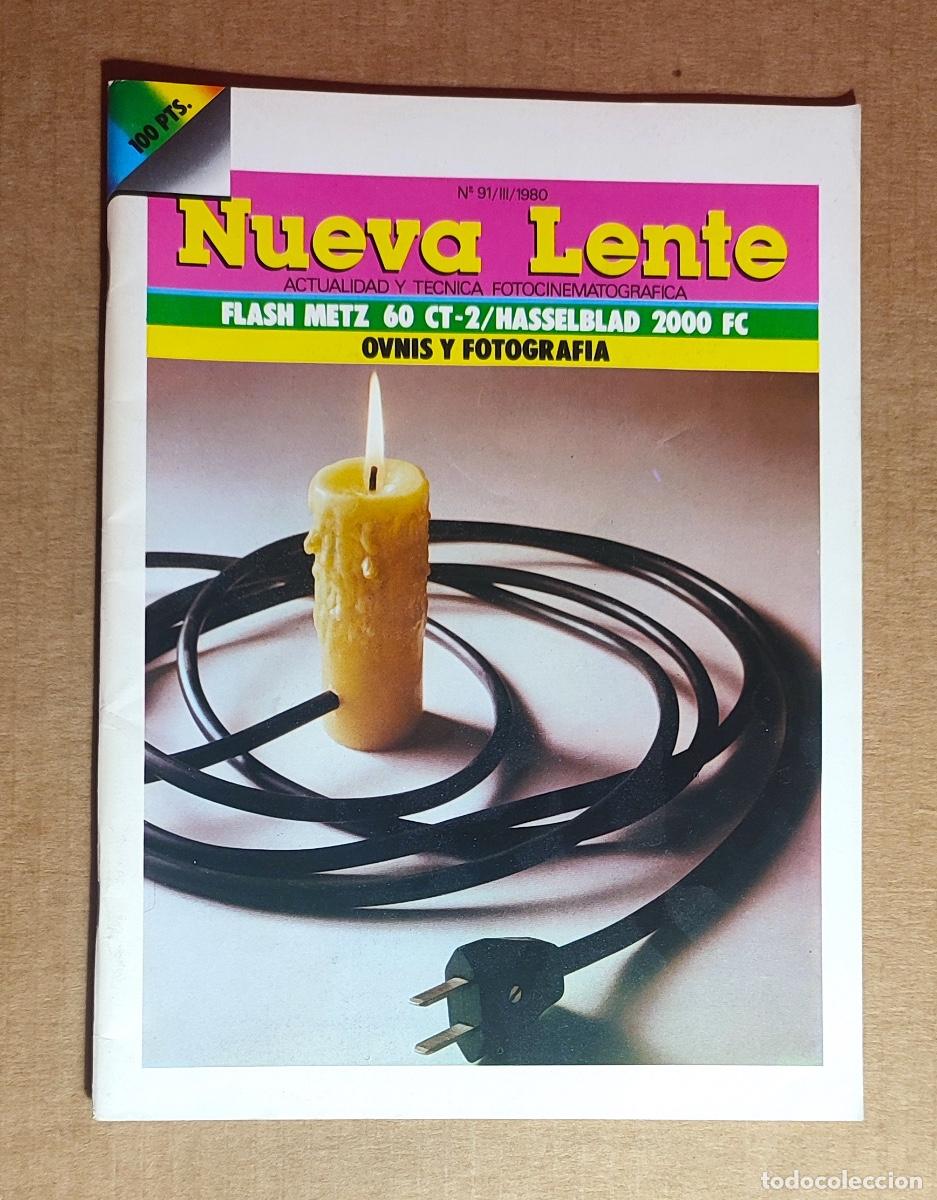 100 PTS.
Nº 91/III/1980
Nueva Lente
ACTUALIDAD Y TECNICA FOTOCINEMATOGRAFICA
FLASH METZ 60 CT-2/HASSELBLAD 2000 FC
OVNIS Y FOTOGRAFIA
todocoleccion